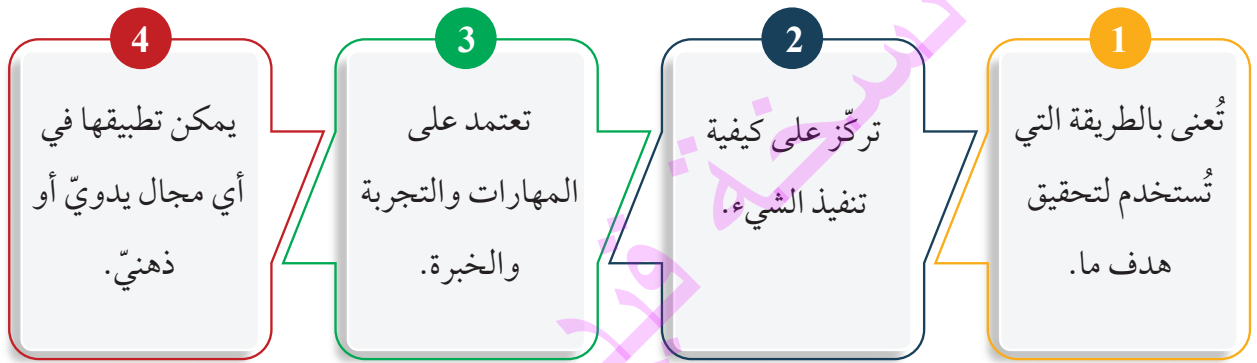 1
تُعنى بالطريقة التي
تُستخدم لتحقيق
هدف ما.
2
تركّز على كيفية
تنفيذ الشيء.
3
تعتمد على
المهارات والتجربة
والخبرة.
4
يمكن تطبيقها في
أي مجال يدويّ أو
ذهنيّ.